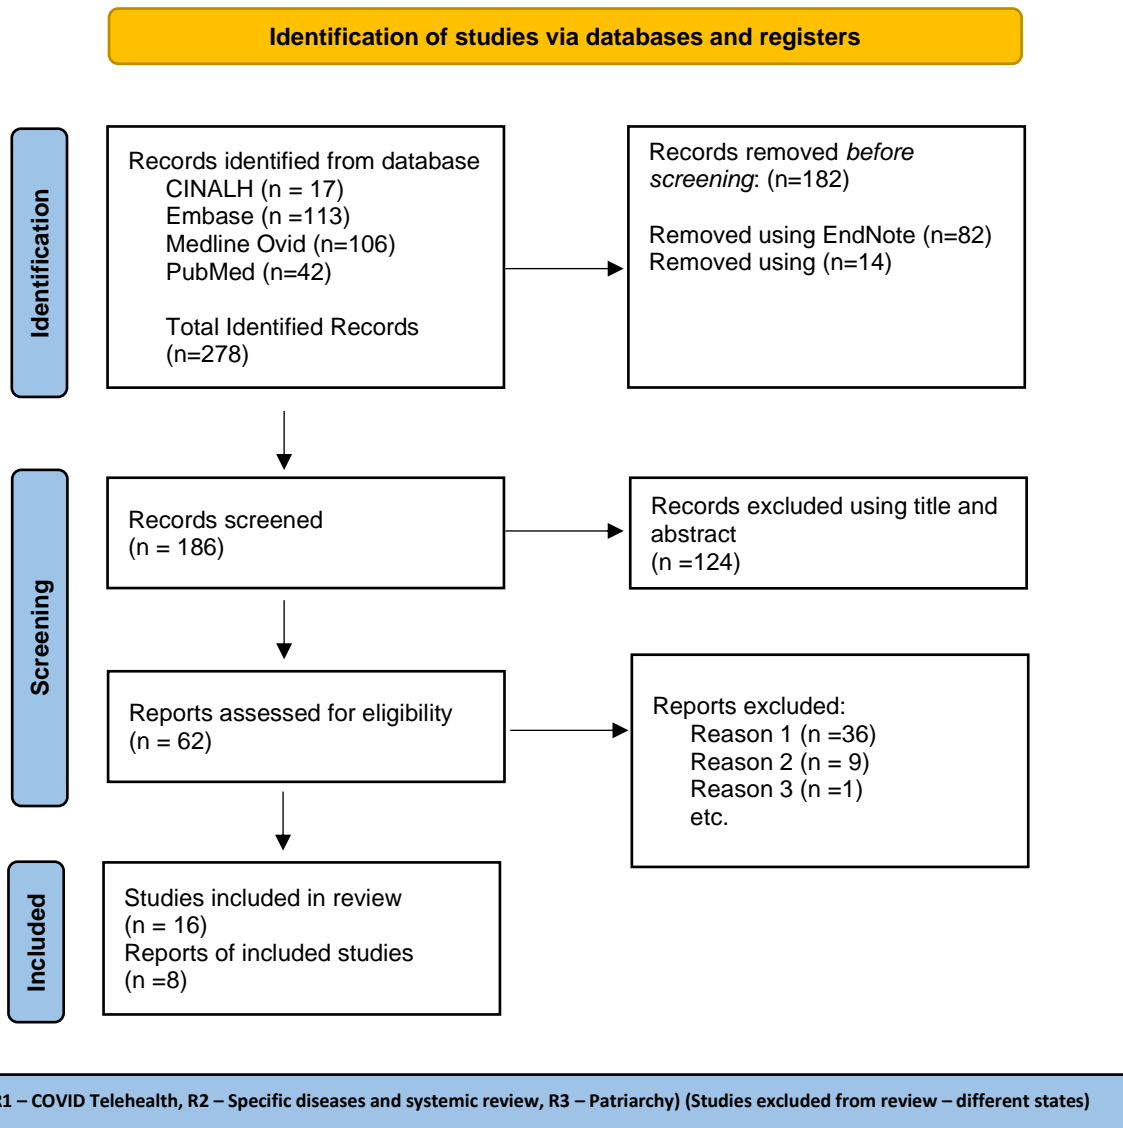 Identification of studies via databases and registers
Identification
Records identified from database
CINALH (n = 17)
Embase (n =113)
Medline Ovid (n=106)
PubMed (n=42)
Total Identified Records
(n=278)
Records removed before
screening: (n=182)
Removed using EndNote (n=82)
Removed using (n=14)
Screening
Records screened
(n = 186)
Records excluded using title and
abstract
(n =124)
Reports assessed for eligibility
(n = 62)
Reports excluded:
Reason 1 (n =36)
Reason 2 (n = 9)
Reason 3 (n =1)
etc.
Included
Studies included in review
(n = 16)
Reports of included studies
(n =8)
R1 – COVID Telehealth, R2 – Specific diseases and systemic review, R3 – Patriarchy) (Studies excluded from review – different states)